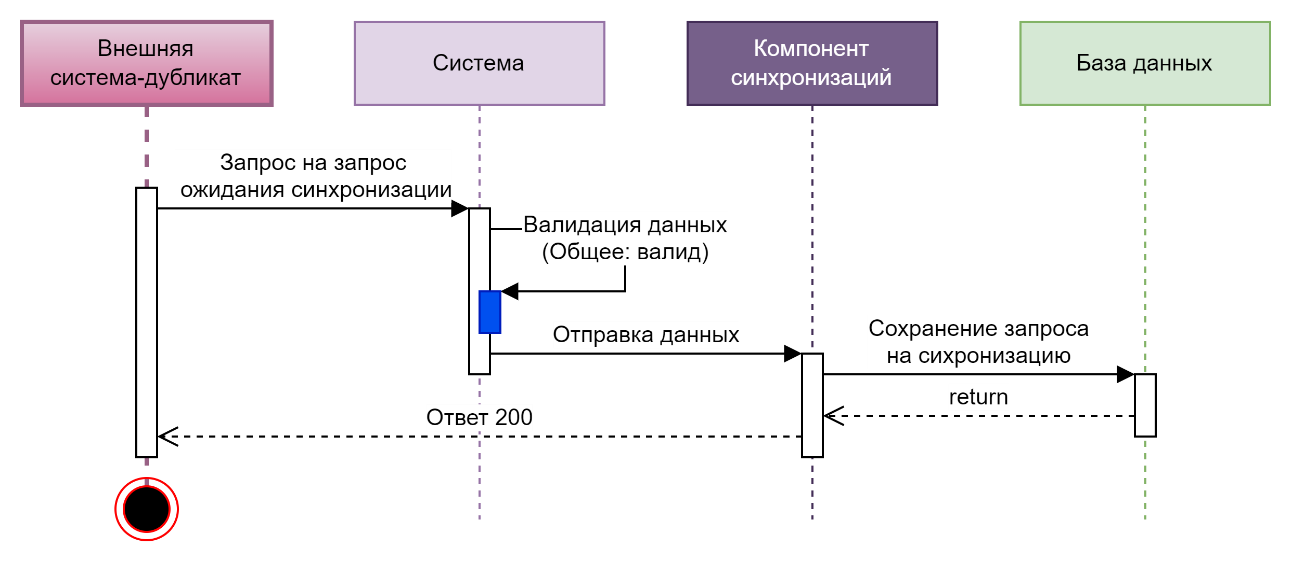 Внешняя
система-дубликат
Система
Компонент
синхронизаций
База данных
Запрос на запрос
ожидания синхронизации
Валидация данных
(Общее: валид)
Отправка данных
Сохранение запроса
на сихронизацию
return
Ответ 200